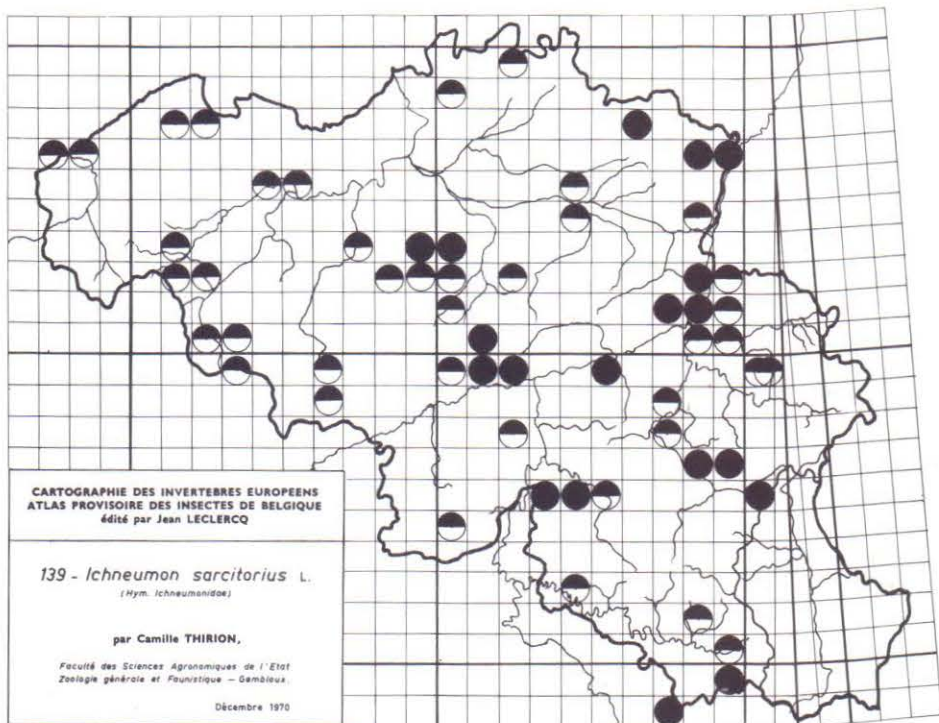 CARTOGRAPHIE DES INVERTEBRES EUROPEENS
ATLAS PROVISOIRE DES INSECTES DE BELGIQUE
édité par Jean LECLERCQ
139 - Ichneumon sarcitorius L.
(Hym. Ichneumonidae)
par Camille THIRION,
Faculté des Sciences Agronomiques de l'Etat
Zoologie générale et Faunistique - Gembloux.
Décembre 1970